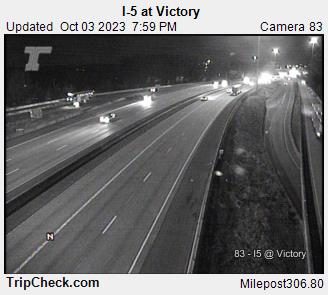 I-5 at Victory
Updated Oct 03 2023 7:59 PM Camera 83
T
N
83 - I5 @ Victory
TripCheck.com Milepost306.80